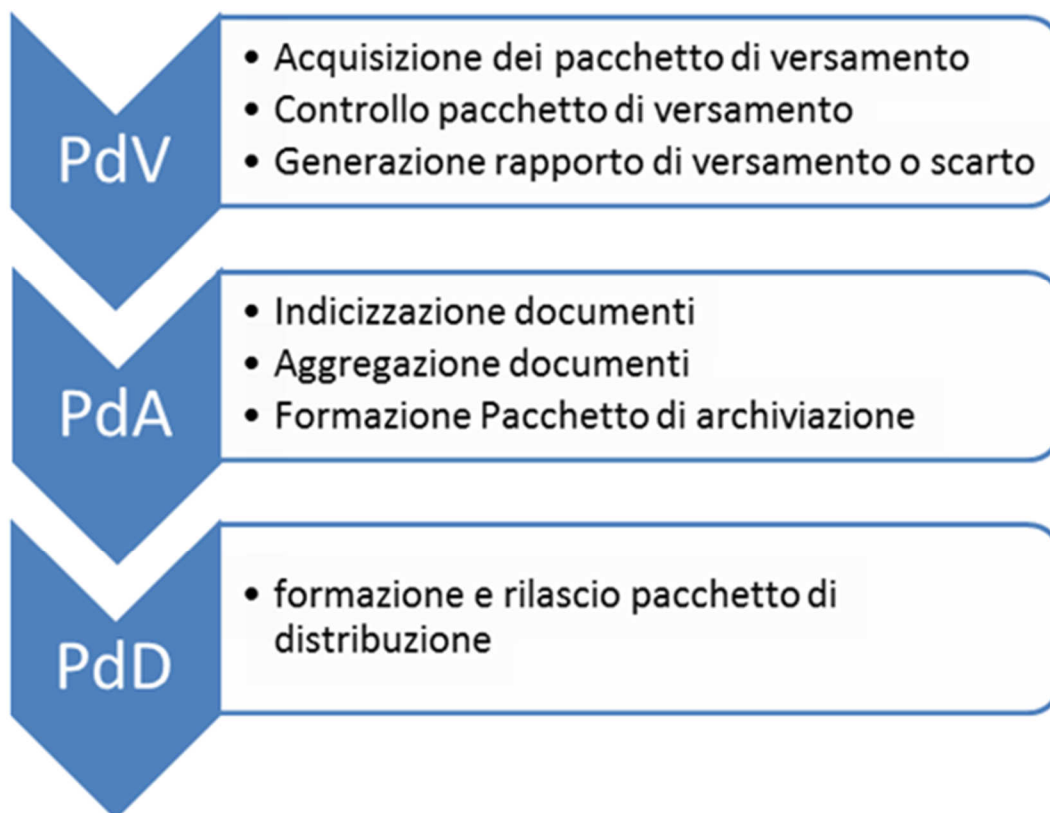 PdV
• Acquisizione dei pacchetto di versamento
• Controllo pacchetto di versamento
• Generazione rapporto di versamento o scarto
PdA
• Indicizzazione documenti
• Aggregazione documenti
• Formazione Pacchetto di archiviazione
PdD
• formazione e rilascio pacchetto di
distribuzione